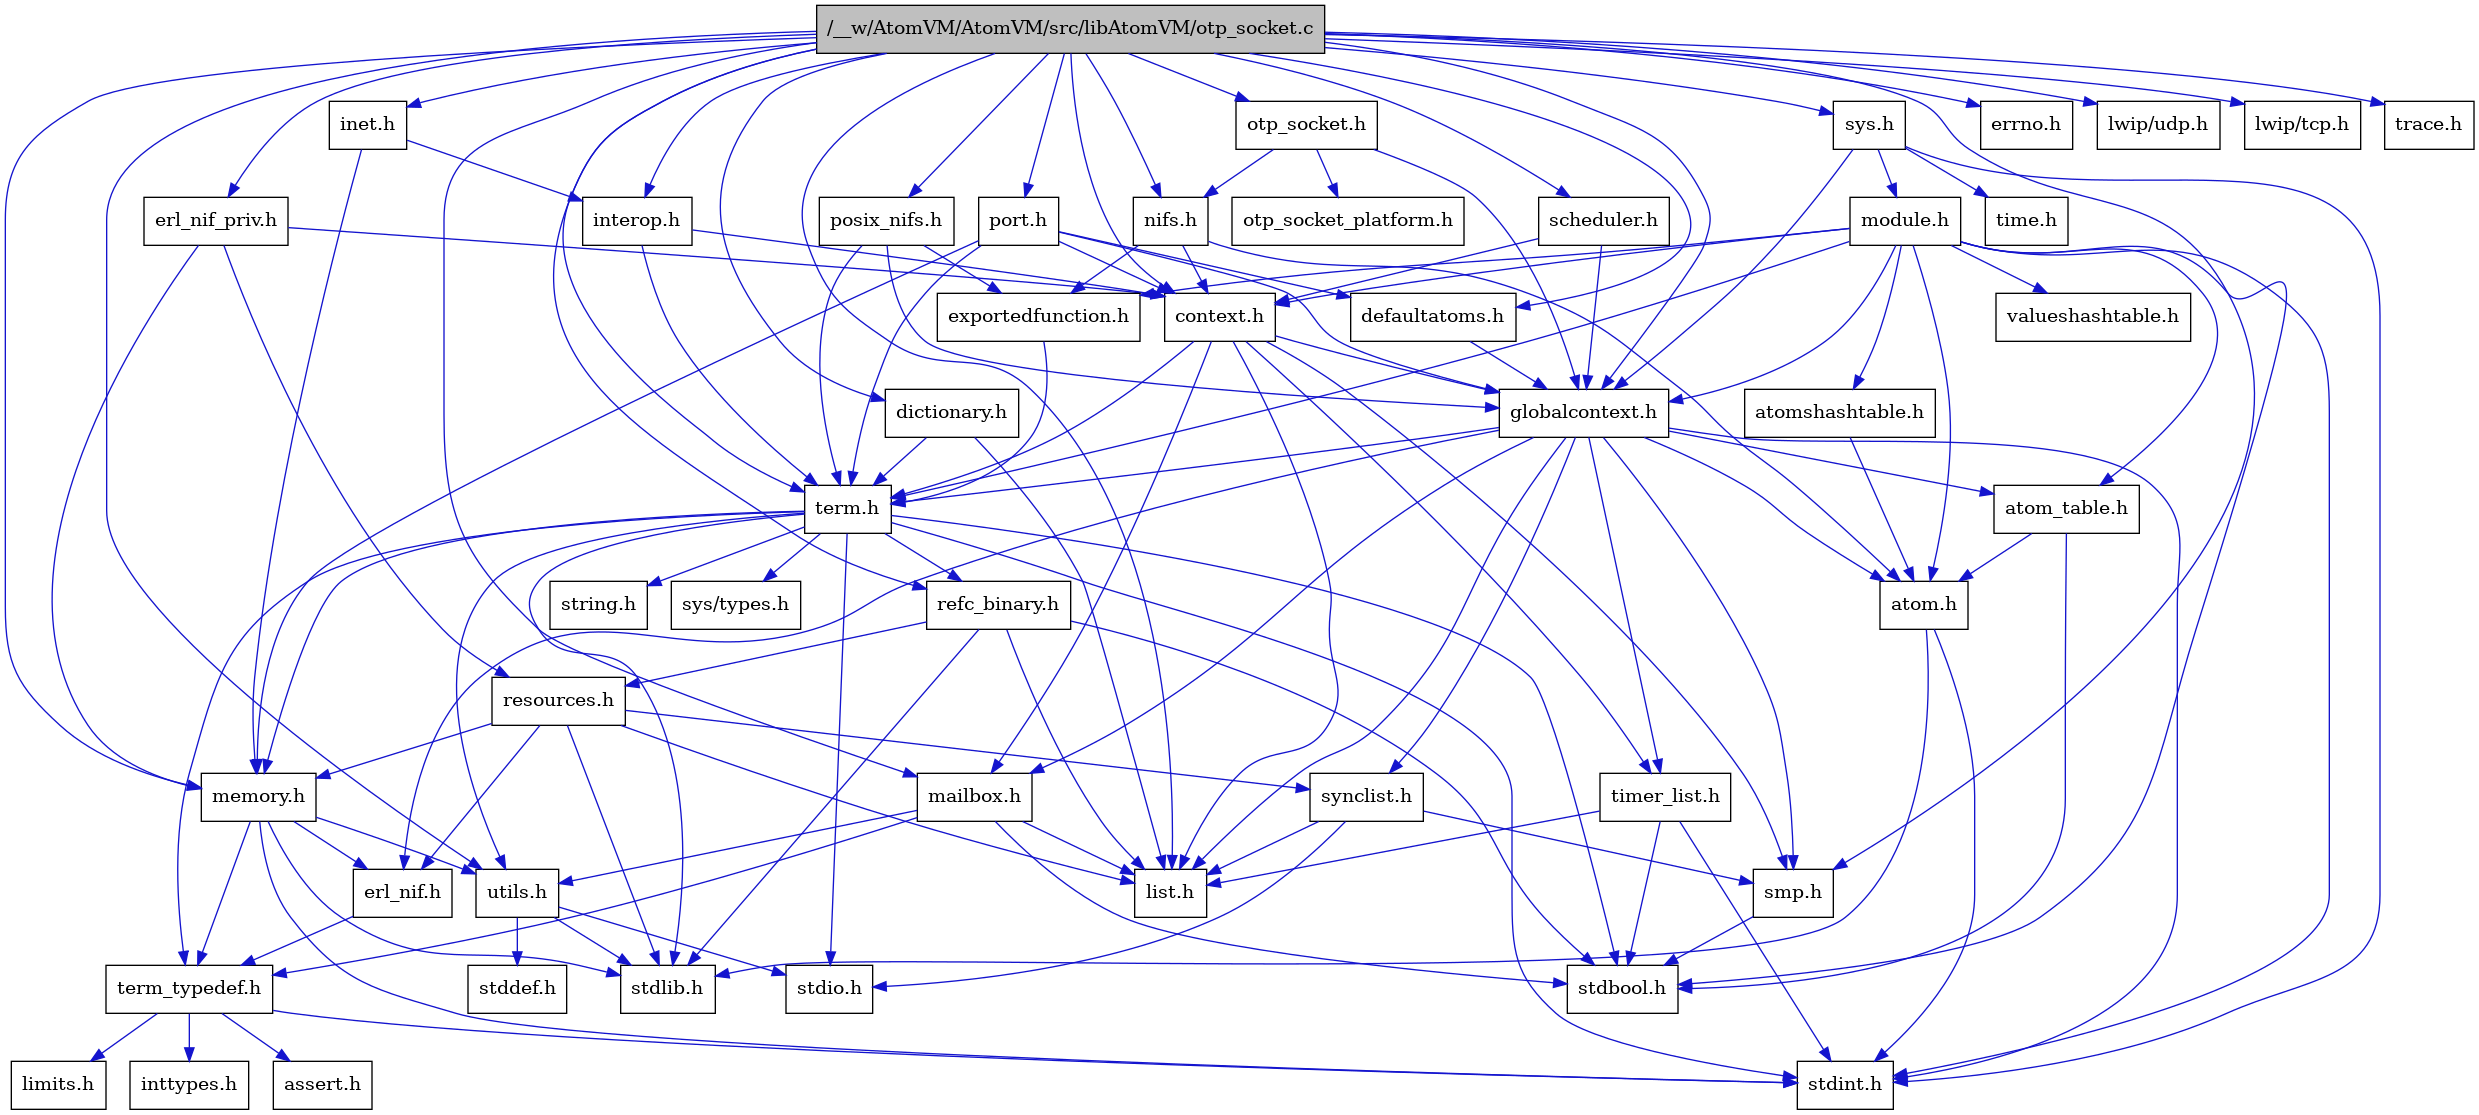 /__w/AtomVM/AtomVM/src/libAtomVM/otp_socket.c
inet.h
otp_socket.h
sys.h
errno.h
lwip/udp.h
lwip/tcp.h
trace.h
erl_nif_priv.h
interop.h
posix_nifs.h
port.h
nifs.h
otp_socket_platform.h
scheduler.h
module.h
time.h
exportedfunction.h
context.h
defaultatoms.h
valueshashtable.h
dictionary.h
globalcontext.h
atomshashtable.h
term.h
atom_table.h
string.h
sys/types.h
refc_binary.h
atom.h
resources.h
memory.h
mailbox.h
synclist.h
timer_list.h
erl_nif.h
utils.h
list.h
smp.h
term_typedef.h
stddef.h
stdlib.h
stdio.h
stdbool.h
limits.h
inttypes.h
assert.h
stdint.h